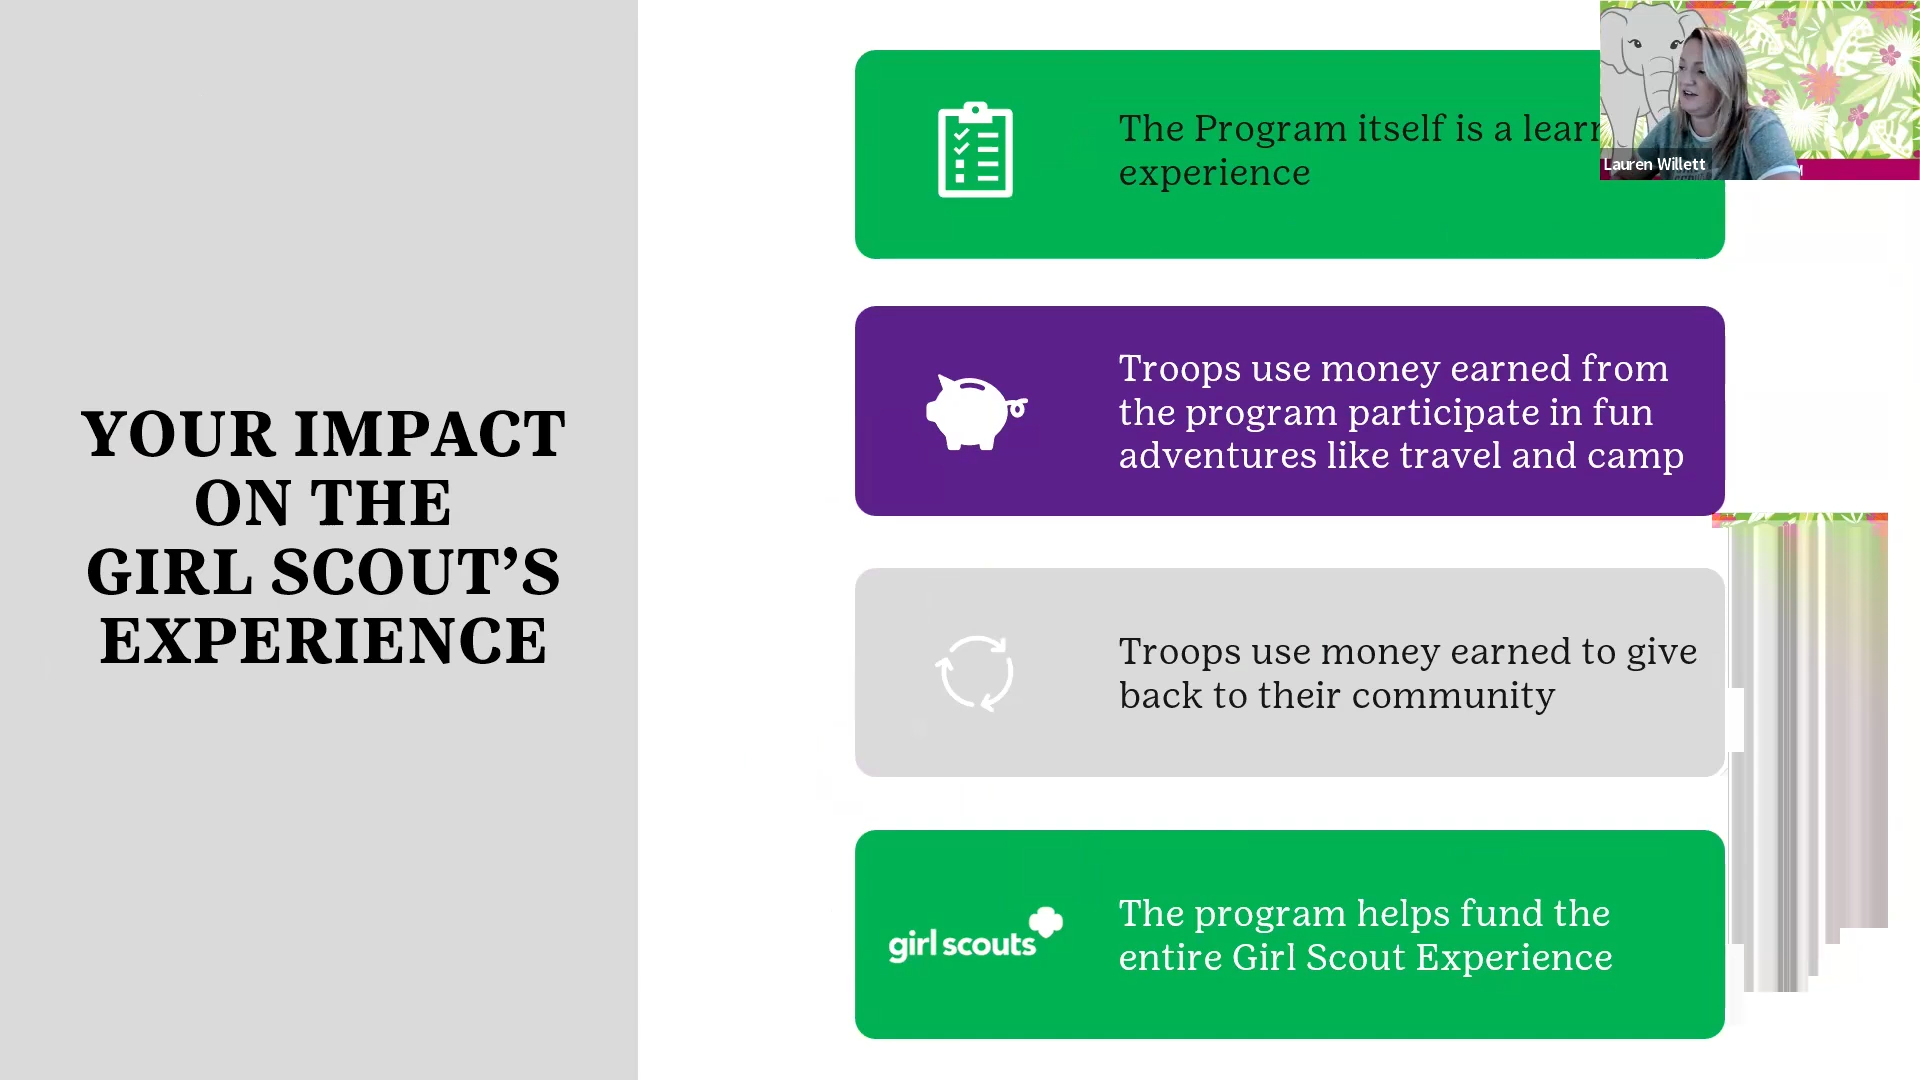 YOUR IMPACT
ON THE
GIRL SCOUT’S
EXPERIENCE
The Program itself is a
experience
Troops use money earned from
the program participate in fun
adventures like travel and camp
Troops use money earned to give
back to their community
girl scouts
The program helps fund the
entire Girl Scout Experience
Lauren Willett